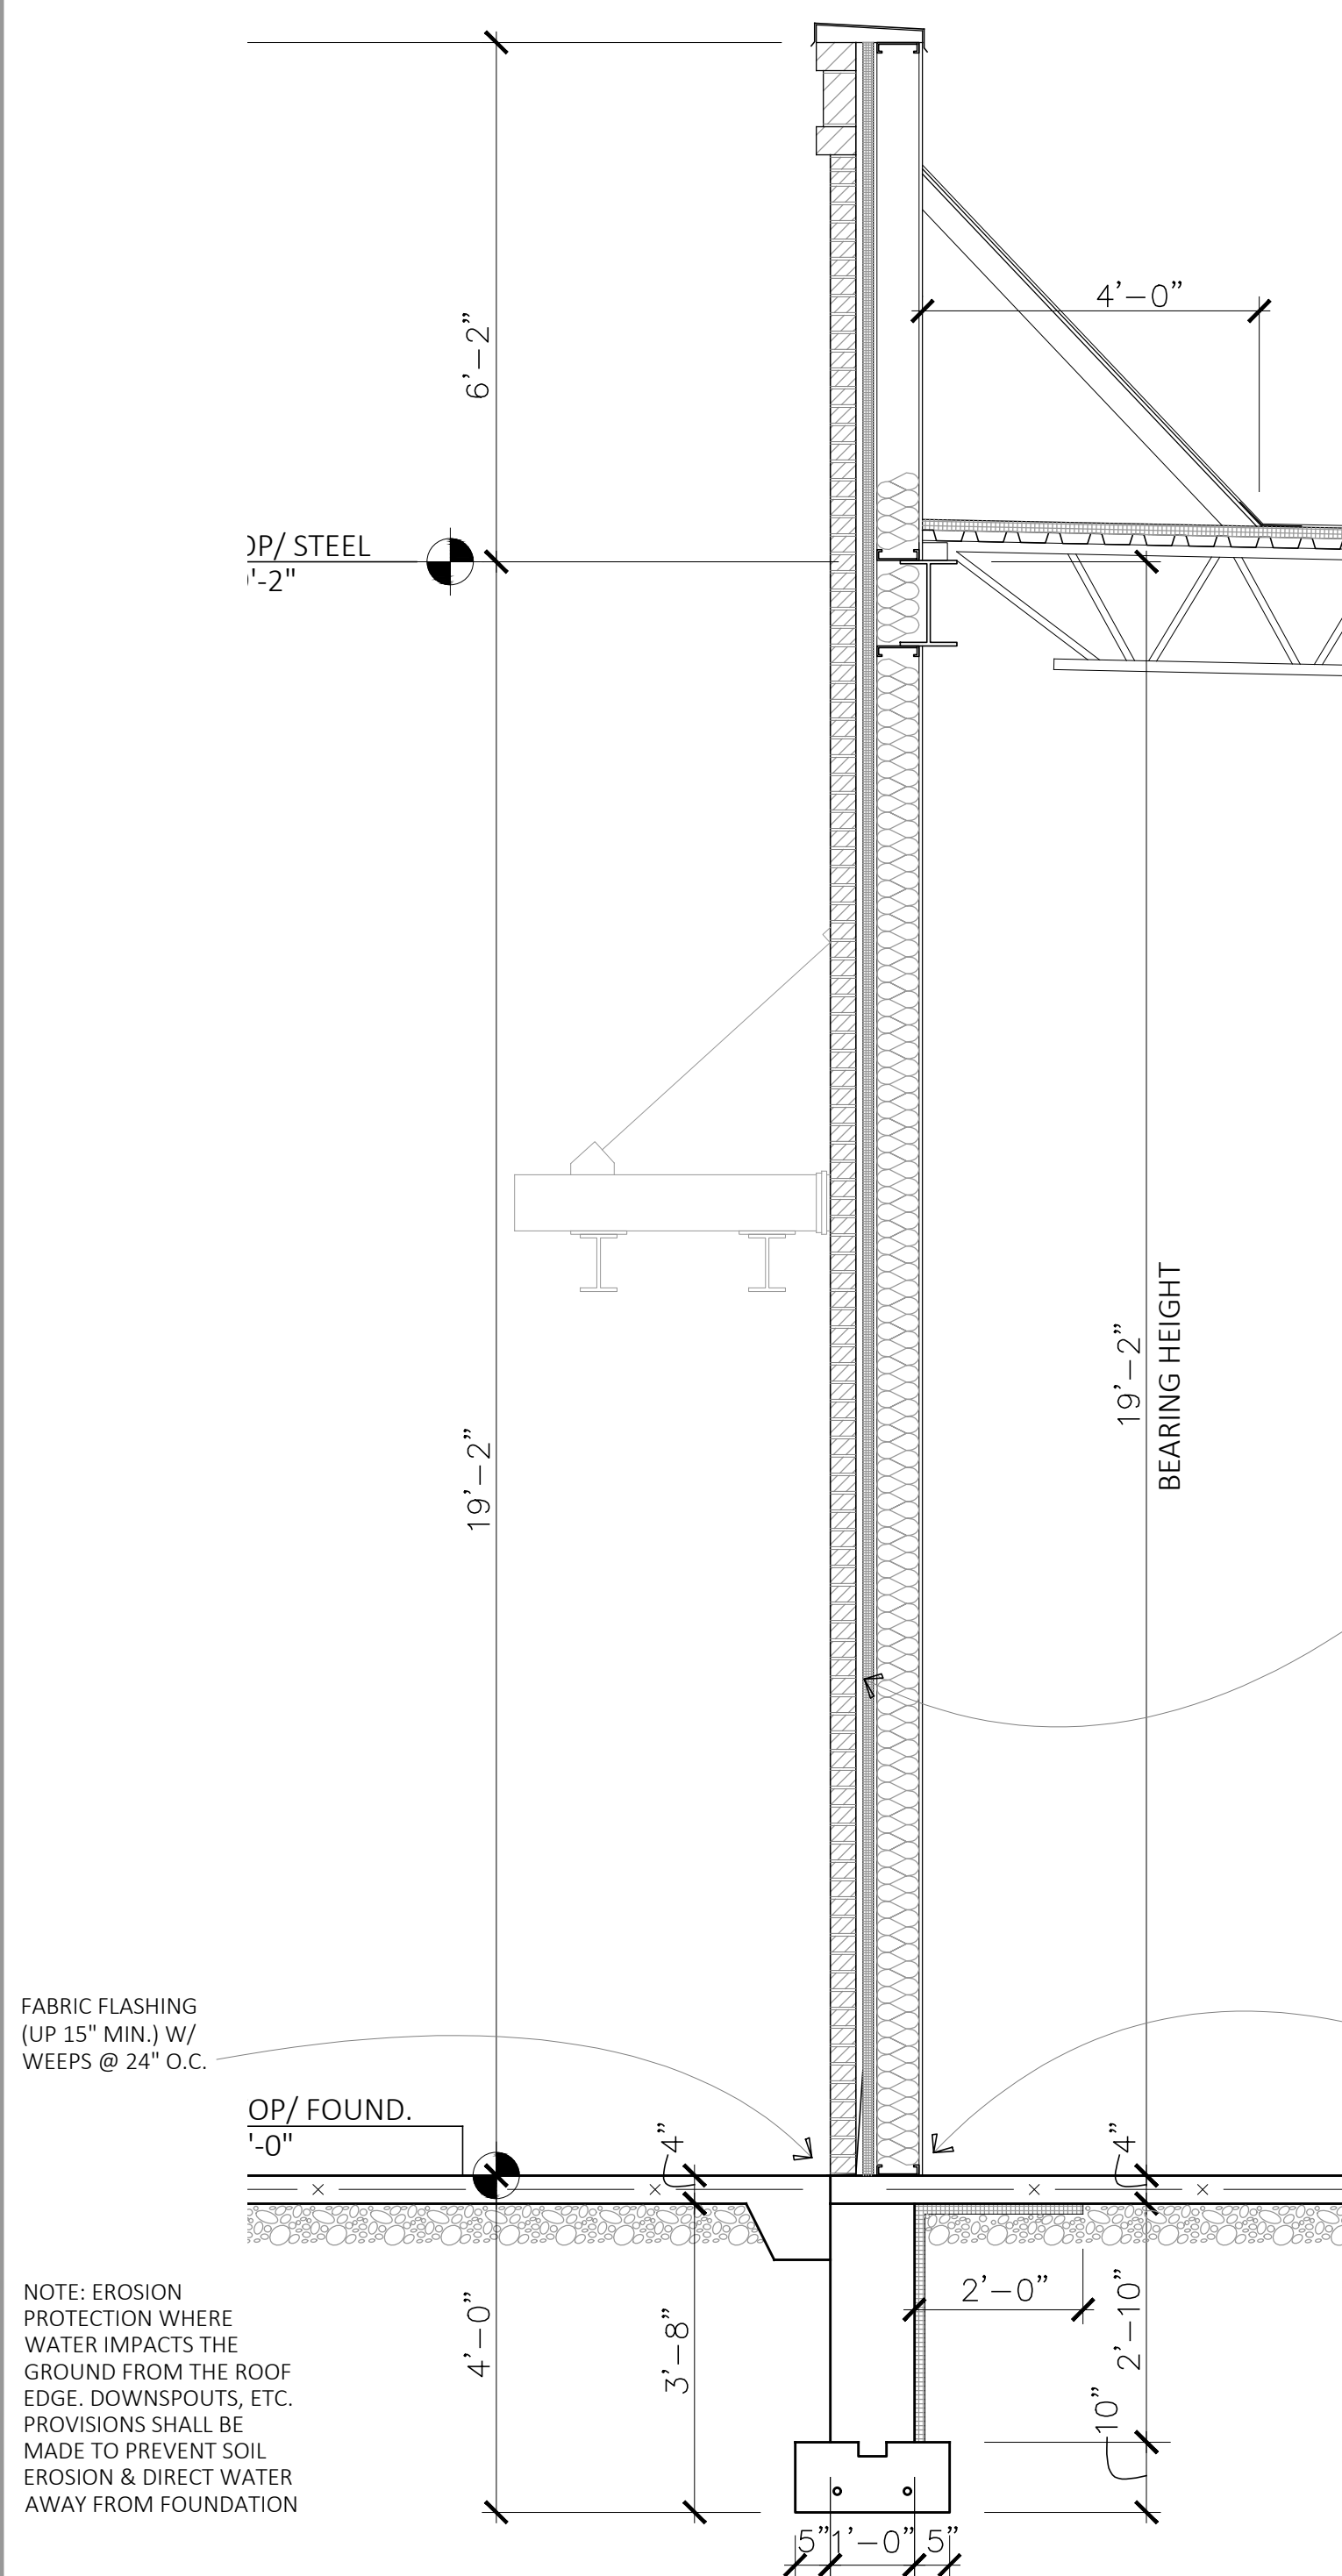 4'-0"
6'-2"
OP/ STEEL
'-2"
19'-2"
BEARING HEIGHT
19'-2"
FABRIC FLASHING
(UP 15" MIN.) W/
WEEPS @ 24" O.C.
OP/ FOUND.
'-0"
4"
4"
NOTE: EROSION
PROTECTION WHERE
WATER IMPACTS THE
GROUND FROM THE ROOF
EDGE. DOWNSPOUTS, ETC.
PROVISIONS SHALL BE
MADE TO PREVENT SOIL
EROSION & DIRECT WATER
AWAY FROM FOUNDATION
4'-0"
3'-8"
2'-0"
2'-10"
10"
5" 1'-0" 5"